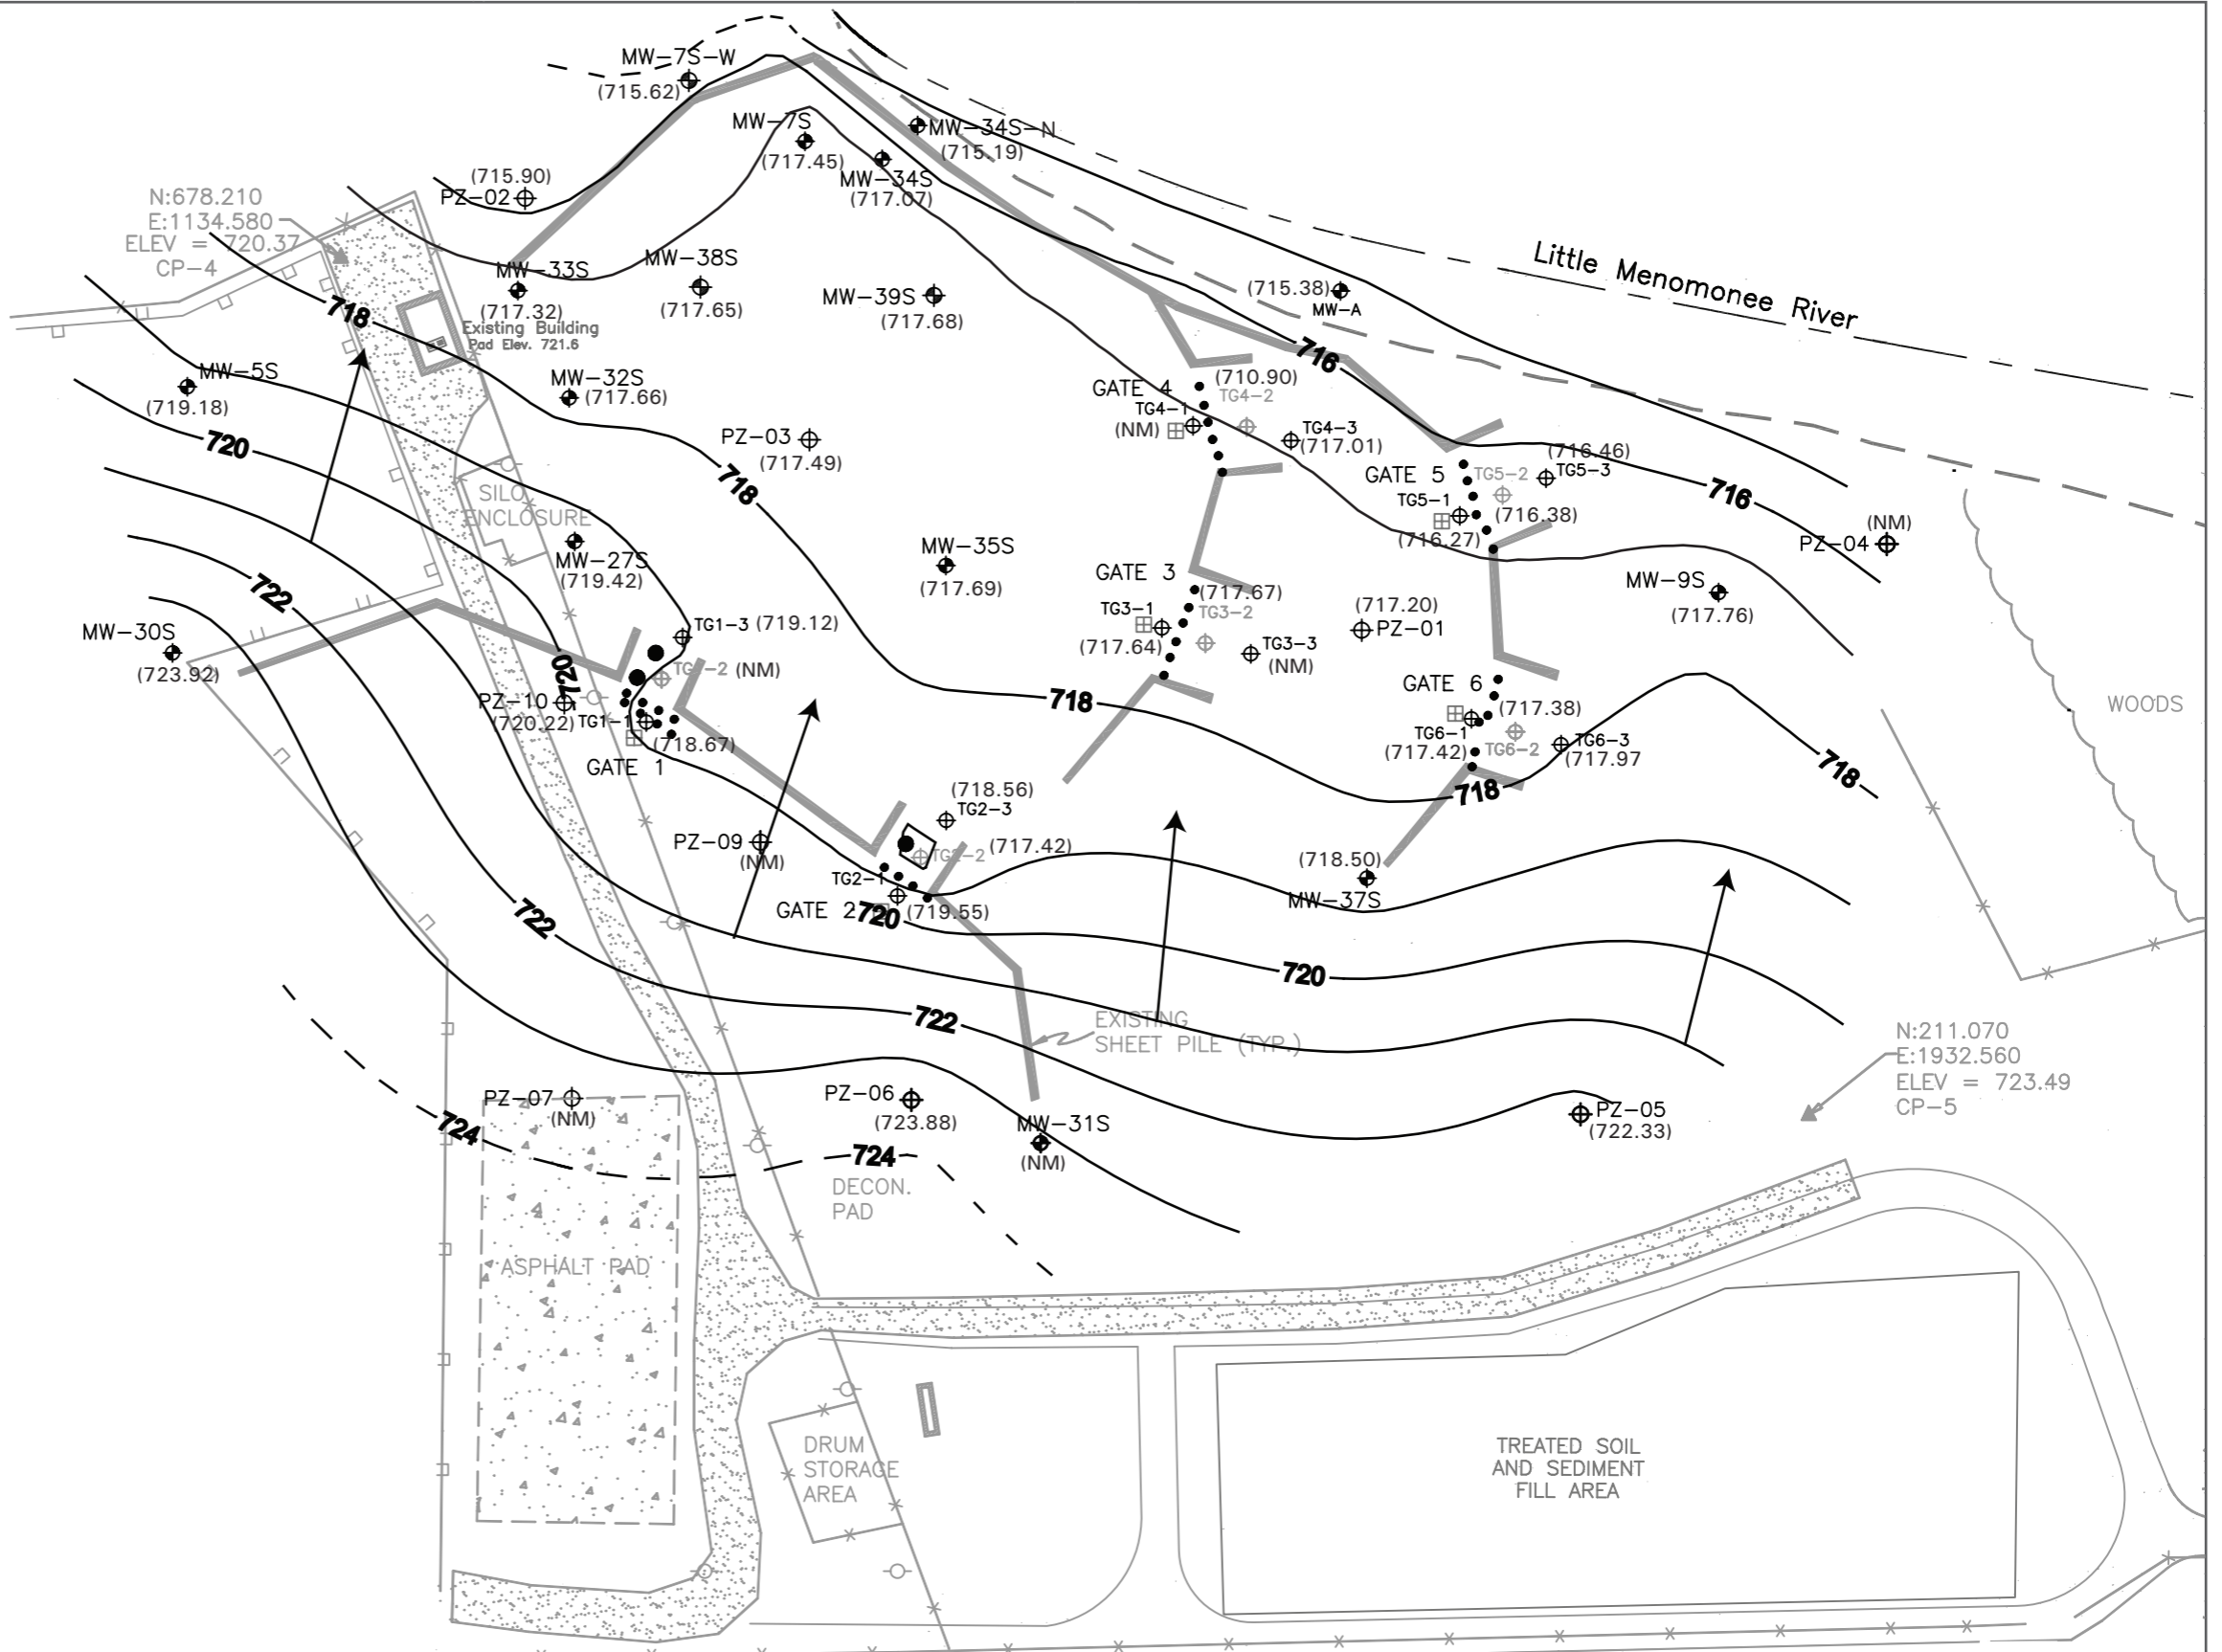 MW-7S-W
(715.62)
MW-7S
(717.45)
MW-34S-N
(715.19)
MW-34S
(717.07)
(715.90)
PZ-02
N:678.210
E:1134.580
ELEV = 720.37
CP-4
MW-33S
(717.32)
MW-38S
(717.65)
MW-39S
(717.68)
(715.38)
MW-A
Little Menomonee River
718
Existing Building
Pad Elev. 721.6
MW-5S
(719.18)
MW-32S
(717.66)
716
GATE 4
(710.90)
TG4-2
TG4-1
(NM)
TG4-3
(717.01)
720
PZ-03
(717.49)
718
(716.46)
TG5-3
GATE 5
TG5-2
TG5-1
(716.38)
(716.27)
716
(NM)
PZ-04
SILO
ENCLOSURE
MW-27S
(719.42)
MW-35S
(717.69)
GATE 3
(717.67)
TG3-2
TG3-1
(717.64)
TG3-3
(NM)
(717.20)
PZ-01
MW-9S
(717.76)
722
MW-30S
(723.92)
TG1-3 (719.12)
TG1-2 (NM)
720
PZ-10
(720.22)
TG1-1
(718.67)
GATE 1
718
GATE 6
(717.38)
TG6-1
(717.42)
TG6-2
TG6-3
(717.97
718
718
WOODS
(718.56)
TG2-3
PZ-09
(NM)
TG2-2
(717.42)
TG2-1
GATE 2
720
(719.55)
(718.50)
MW-37S
722
720
722
EXISTING
SHEET PILE (TYP.)
N:211.070
E:1932.560
ELEV = 723.49
CP-5
PZ-07
(NM)
724
PZ-06
(723.88)
MW-31S
(NM)
PZ-05
(722.33)
724
DECON.
PAD
ASPHALT PAD
DRUM
STORAGE
AREA
TREATED SOIL
AND SEDIMENT
FILL AREA